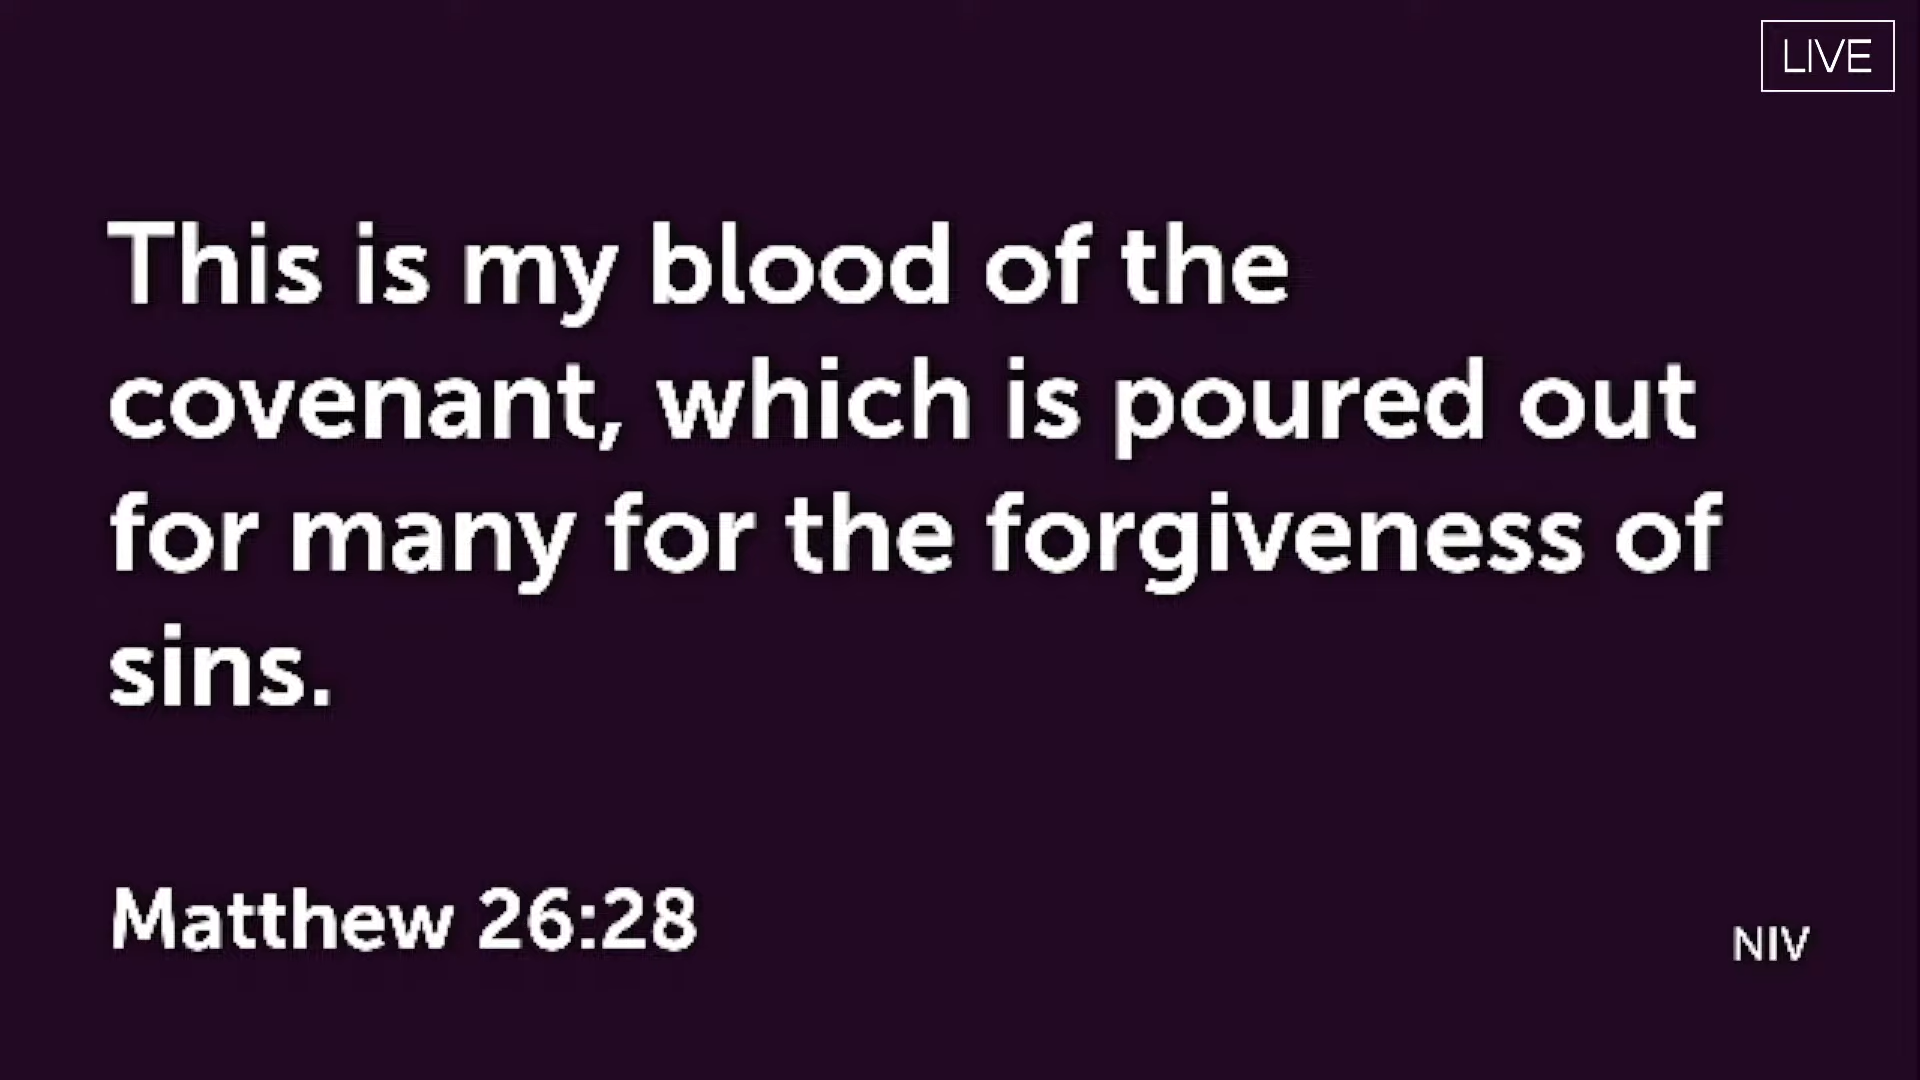 LIVE
This is my blood of the
covenant, which is poured out
for many for the forgiveness of
sins.
Matthew 26:28
NIV